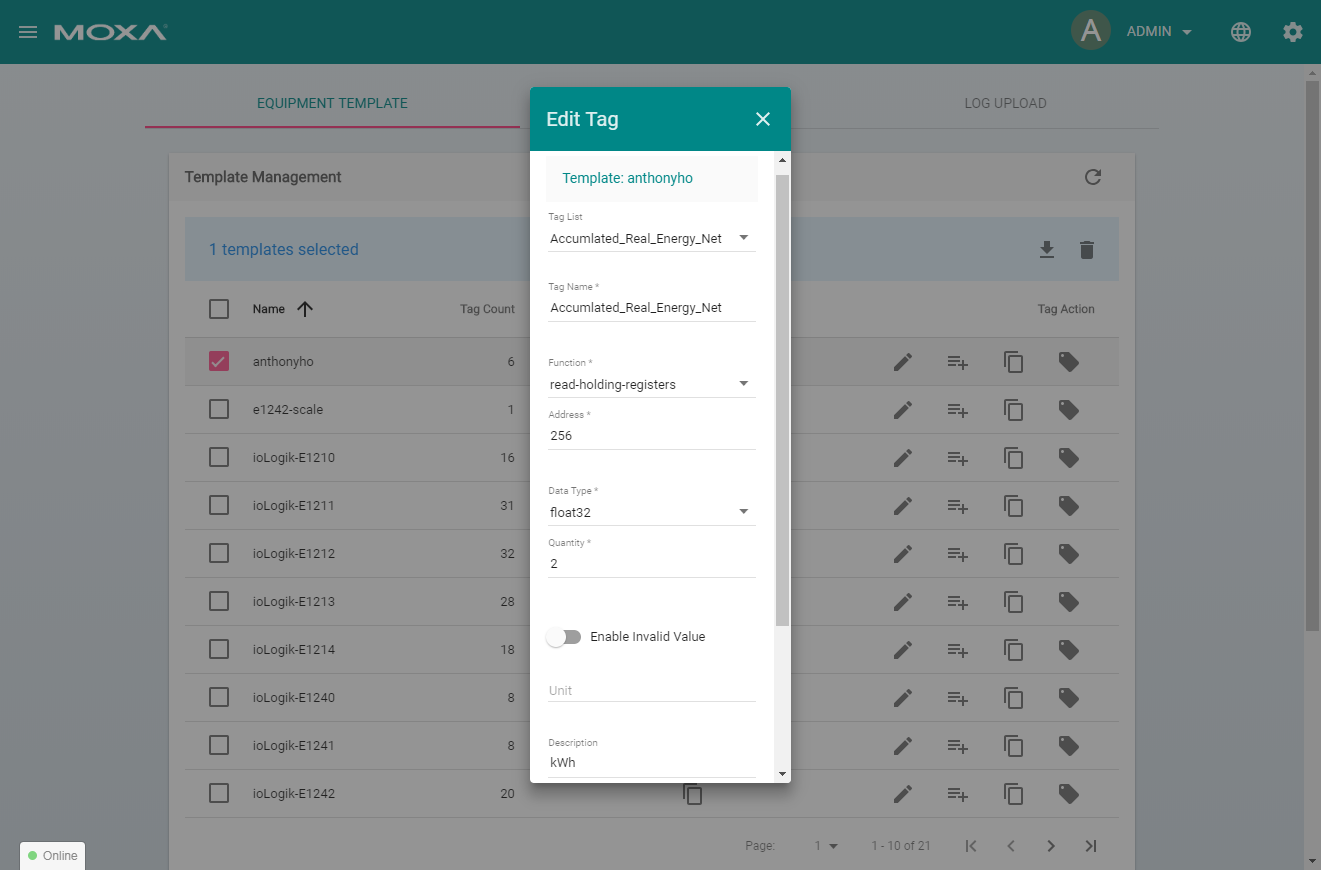 MOXA
A
ADMIN
EQUIPMENT TEMPLATE
LOG UPLOAD
Template Management
1 templates selected
Name
Tag Count
Tag Action
anthonyho
6
e1242-scale
1
ioLogik-E1210
16
ioLogik-E1211
31
ioLogik-E1212
32
ioLogik-E1213
28
ioLogik-E1214
18
ioLogik-E1240
8
ioLogik-E1241
8
ioLogik-E1242
20
Page:
1
1 - 10 of 21
Online
Edit Tag
Template: anthonyho
Tag List
Accumlated_Real_Energy_Net
Tag Name *
Accumlated_Real_Energy_Net
Function *
read-holding-registers
Address *
256
Data Type *
float32
Quantity *
2
Enable Invalid Value
Unit
Description
kWh